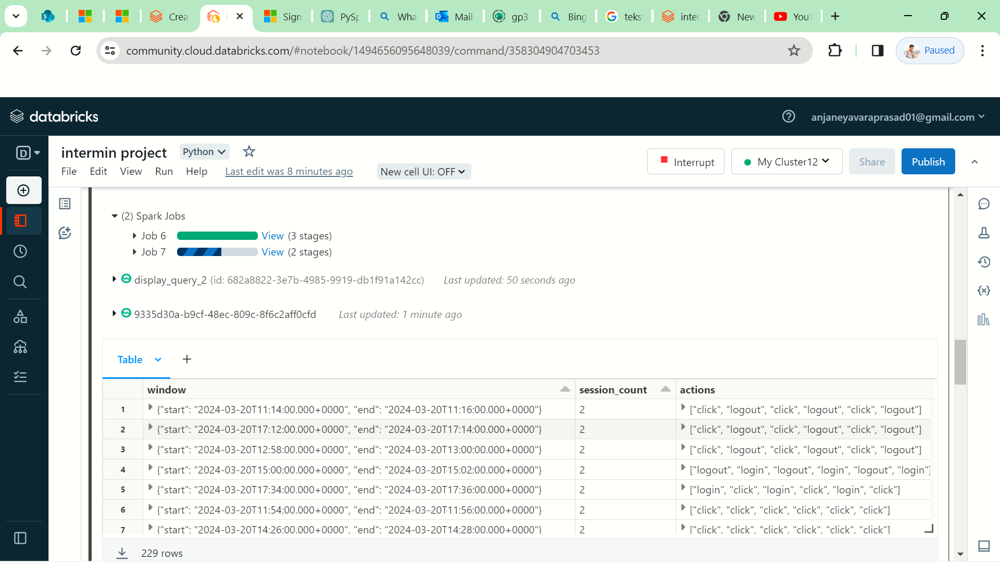 Crea
Sign
PySp
Wha
Mail
gp3
Bing
teks
inter
New
YouT
community.cloud.databricks.com/#notebook/1494656095648039/command/358304904703453
Paused
databricks
anjaneyavaraprasad01@gmail.com
D
intermin project
Python
Interrupt
My Cluster12
Share
Publish
File Edit View Run Help Last edit was 8 minutes ago New cell UI: OFF
(2) Spark Jobs
Job 6 View (3 stages)
Job 7 View (2 stages)
display_query_2 (id: 682a8822-3e7b-4985-9919-db1f91a142cc) Last updated: 50 seconds ago
9335d30a-b9cf-48ec-809c-8f6c2aff0cfd Last updated: 1 minute ago
Table
window session_count actions
1 {"start": "2024-03-20T11:14:00.000+0000", "end": "2024-03-20T11:16:00.000+0000"} 2 ["click", "logout", "click", "logout", "click", "logout"]
2 {"start": "2024-03-20T17:12:00.000+0000", "end": "2024-03-20T17:14:00.000+0000"} 2 ["click", "logout", "click", "logout", "click", "logout"]
3 {"start": "2024-03-20T12:58:00.000+0000", "end": "2024-03-20T13:00:00.000+0000"} 2 ["click", "logout", "click", "logout", "click", "logout"]
4 {"start": "2024-03-20T15:00:00.000+0000", "end": "2024-03-20T15:02:00.000+0000"} 2 ["logout", "login", "logout", "login", "logout", "login"]
5 {"start": "2024-03-20T17:34:00.000+0000", "end": "2024-03-20T17:36:00.000+0000"} 2 ["login", "click", "login", "click", "login", "click"]
6 {"start": "2024-03-20T11:54:00.000+0000", "end": "2024-03-20T11:56:00.000+0000"} 2 ["click", "click", "click", "click", "click", "click"]
7 {"start": "2024-03-20T14:26:00.000+0000", "end": "2024-03-20T14:28:00.000+0000"} 2 ["click", "click", "click", "click", "click", "click"]
229 rows